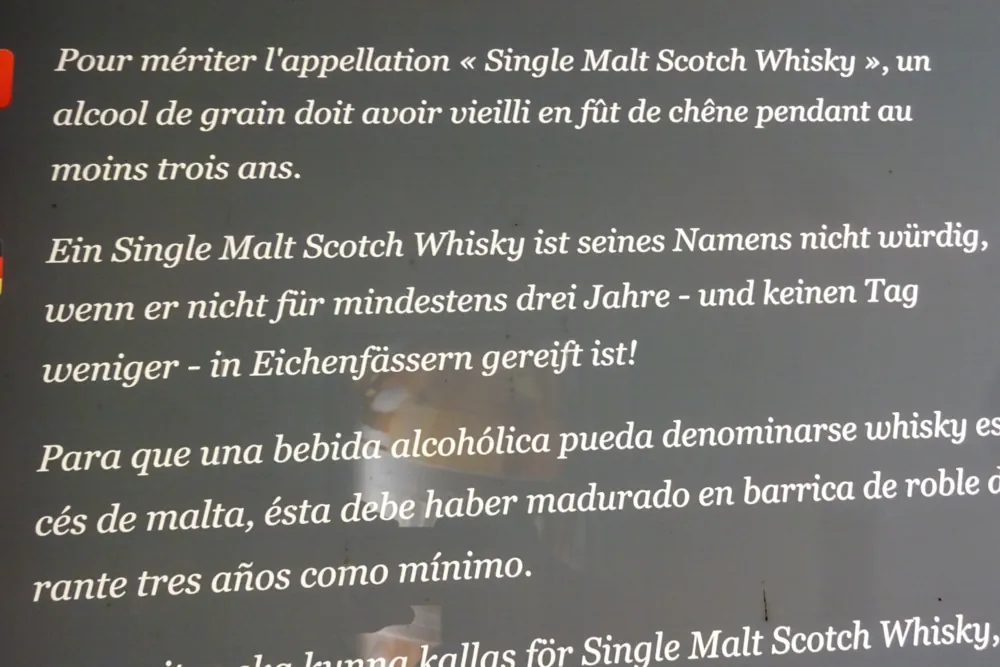 Pour mériter l'appellation « Single Malt Scotch Whisky », un
alcool de grain doit avoir vieilli en fût de chêne pendant au
moins trois ans.
Ein Single Malt Scotch Whisky ist seines Namens nicht würdig,
wenn er nicht für mindestens drei Jahre - und keinen Tag
weniger - in Eichenfässern gereift ist!
Para que una bebida alcohólica pueda denominarse whisky es
cés de malta, ésta debe haber madurado en barrica de roble d
rante tres años como mínimo.
kunna kallas för Single Malt Scotch Whisky,